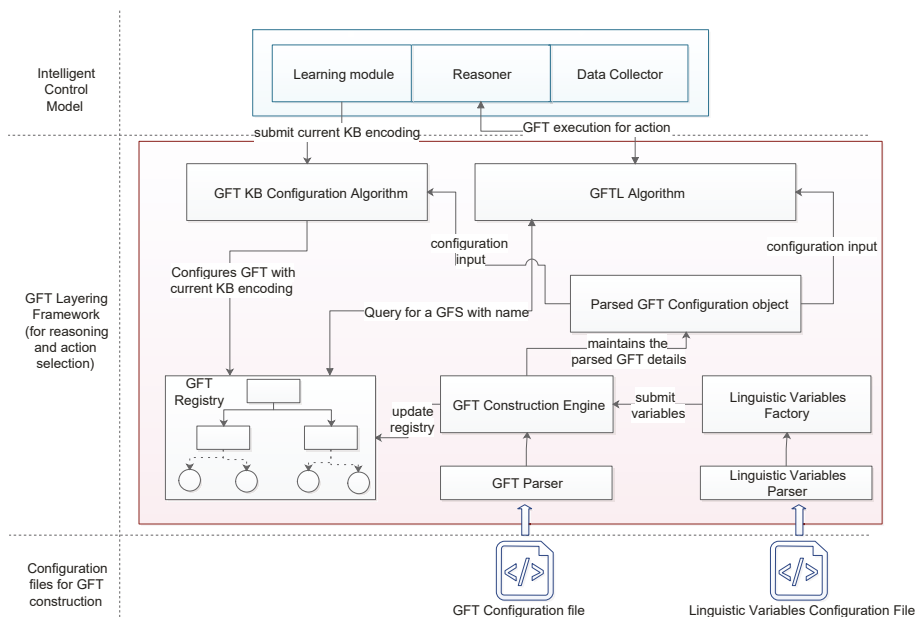 Intelligent
Control
Model
Learning module
Reasoner
Data Collector
submit current KB encoding
GFT execution for action
GFT KB Configuration Algorithm
GFTL Algorithm
configuration
input
configuration input
Configures GFT with
current KB encoding
GFT Layering
Framework
(for reasoning
and action
selection)
Parsed GFT Configuration object
Query for a GFS with name
maintains the
parsed GFT details
GFT
Registry
update
registry
GFT Construction Engine
submit
variables
Linguistic Variables
Factory
GFT Parser
Linguistic Variables
Parser
Configuration
files for GFT
construction
</>
</>
GFT Configuration file
Linguistic Variables Configuration File